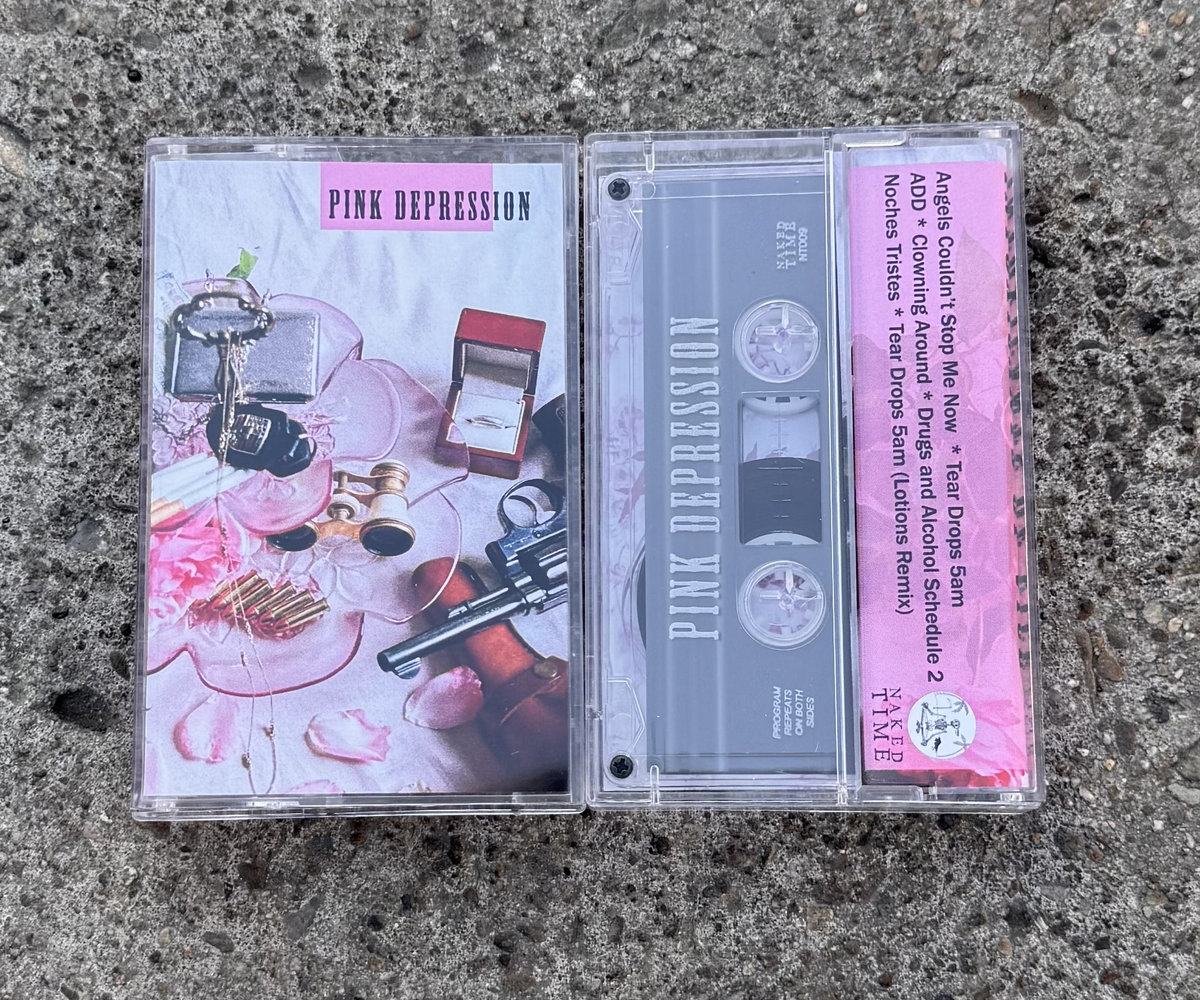 PINK DEPRESSION
NAKED
TIME
NT009
PINK DEPRESSION
PROGRAM
REPEATS
ON BOTH
SIDES
Angels Couldn't Stop Me Now * Tear Drops 5am
ADD * Clowning Around * Drugs and Alcohol Schedule 2
Noches Tristes * Tear Drops 5am (Lotions Remix)
NAKED
TIME